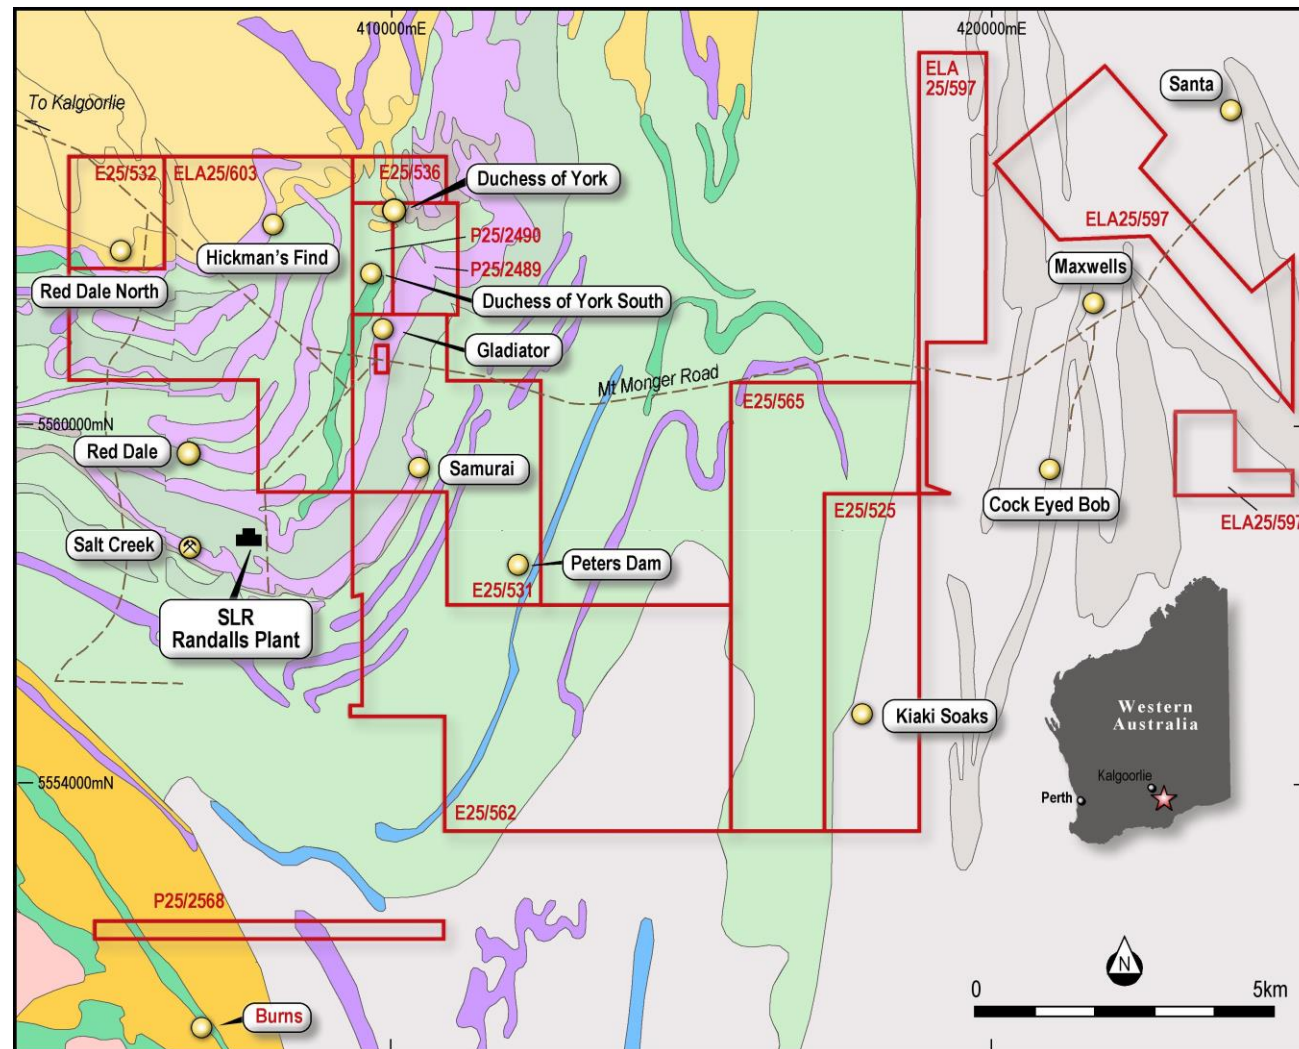 410000mE
420000mE
ELA
25/597
Santa
To Kalgoorlie
E25/532
ELA25/603
E25/536
Duchess of York
ELA25/597
P25/2490
Hickman's Find
Maxwells
P25/2489
Red Dale North
Duchess of York South
Gladiator
Mt Monger Road
E25/565
5560000mN
Red Dale
Samurai
Cock Eyed Bob
E25/525
ELA25/597
Salt Creek
Peters Dam
E25/531
SLR
Randalls Plant
Western
Australia
Kiaki Soaks
Kalgoorlie
5554000mN
Perth
E25/562
P25/2568
N
0
5km
Burns